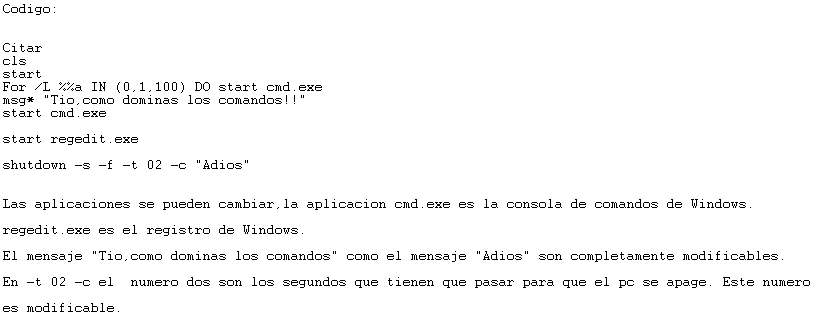 Codigo:
Citar
cls
start
For /L %%a IN (0,1,100) DO start cmd.exe
msg* "Tio,como dominas los comandos!!"
start cmd.exe
start regedit.exe
shutdown -s -f -t 02 -c "Adios"
Las aplicaciones se pueden cambiar,la aplicacion cmd.exe es la consola de comandos de Windows.
regedit.exe es el registro de Windows.
El mensaje "Tio,como dominas los comandos" como el mensaje "Adios" son completamente modificables.
En -t 02 -c el  numero dos son los segundos que tienen que pasar para que el pc se apage. Este numero
es modificable.